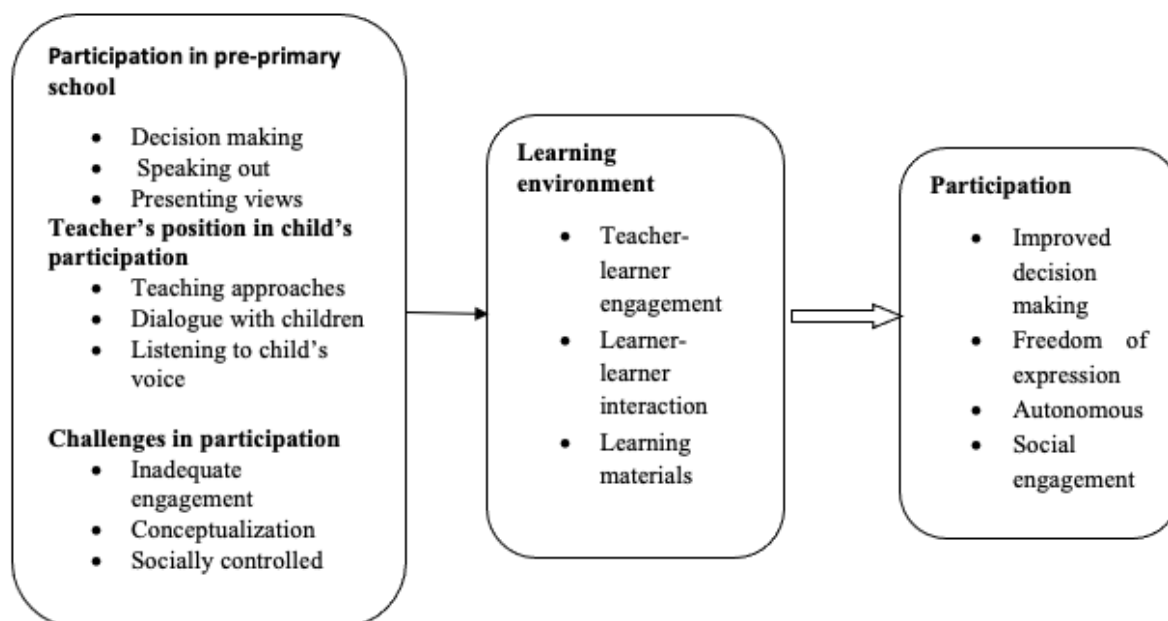 Participation in pre-primary
school
• Decision making
• Speaking out
• Presenting views
Teacher’s position in child’s
participation
• Teaching approaches
• Dialogue with children
• Listening to child’s
voice
Challenges in participation
• Inadequate
engagement
• Conceptualization
• Socially controlled
Learning
environment
• Teacher-
learner
engagement
• Learner-
learner
interaction
• Learning
materials
Participation
• Improved
decision
making
• Freedom of
expression
• Autonomous
• Social
engagement